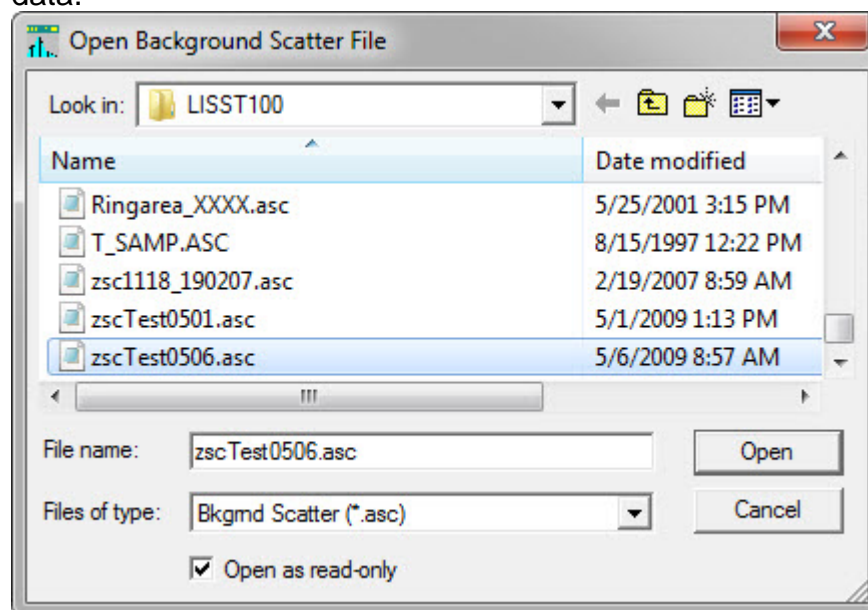 data.
Open Background Scatter File
Look in: LISST100
Name Date modified
Ringarea_XXXX.asc 5/25/2001 3:15 PM
T_SAMP.ASC 8/15/1997 12:22 PM
zsc1118_190207.asc 2/19/2007 8:59 AM
zscTest0501.asc 5/1/2009 1:13 PM
zscTest0506.asc 5/6/2009 8:57 AM
File name: zscTest0506.asc Open
Files of type: Bkgrnd Scatter (*.asc) Cancel
Open as read-only